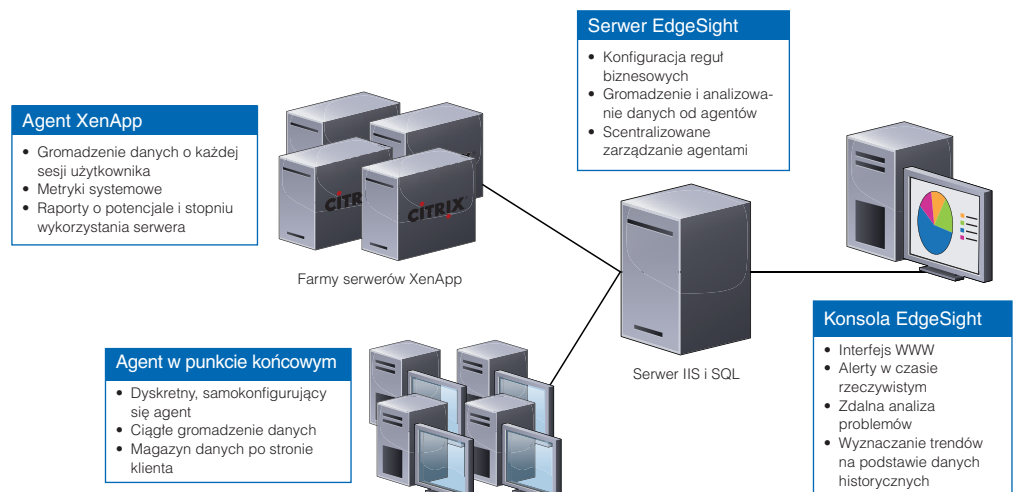 Serwer EdgeSight
• Konfiguracja reguł
biznesowych
• Gromadzenie i analizowa-
nie danych od agentów
• Scentralizowane
zarządzanie agentami
Agent XenApp
• Gromadzenie danych o każdej
sesji użytkownika
• Metryki systemowe
• Raporty o potencjale i stopniu
wykorzystania serwera
CITR
CITRIX
Farmy serwerów XenApp
Serwer IIS i SQL
Konsola EdgeSight
• Interfejs WWW
• Alerty w czasie
rzeczywistym
• Zdalna analiza
problemów
• Wyznaczanie trendów
na podstawie danych
historycznych
Agent w punkcie końcowym
• Dyskretny, samokonfigurujący
się agent
• Ciągłe gromadzenie danych
• Magazyn danych po stronie
klienta